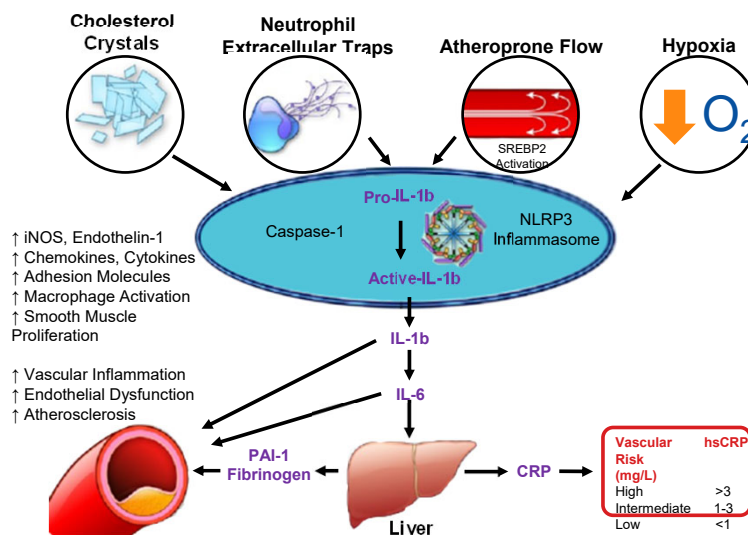 Cholesterol
Crystals
Neutrophil
Extracellular Traps
Atheroprone Flow
Hypoxia
SREBP2
Activation
O2
Pro-IL-1b
Caspase-1
NLRP3
Inflammasome
Active-IL-1b
↑ iNOS, Endothelin-1
↑ Chemokines, Cytokines
↑ Adhesion Molecules
↑ Macrophage Activation
↑ Smooth Muscle
Proliferation
IL-1b
↑ Vascular Inflammation
↑ Endothelial Dysfunction
↑ Atherosclerosis
IL-6
PAI-1
Fibrinogen
Liver
CRP
Vascular hsCRP
Risk
(mg/L)
High >3
Intermediate 1-3
Low <1